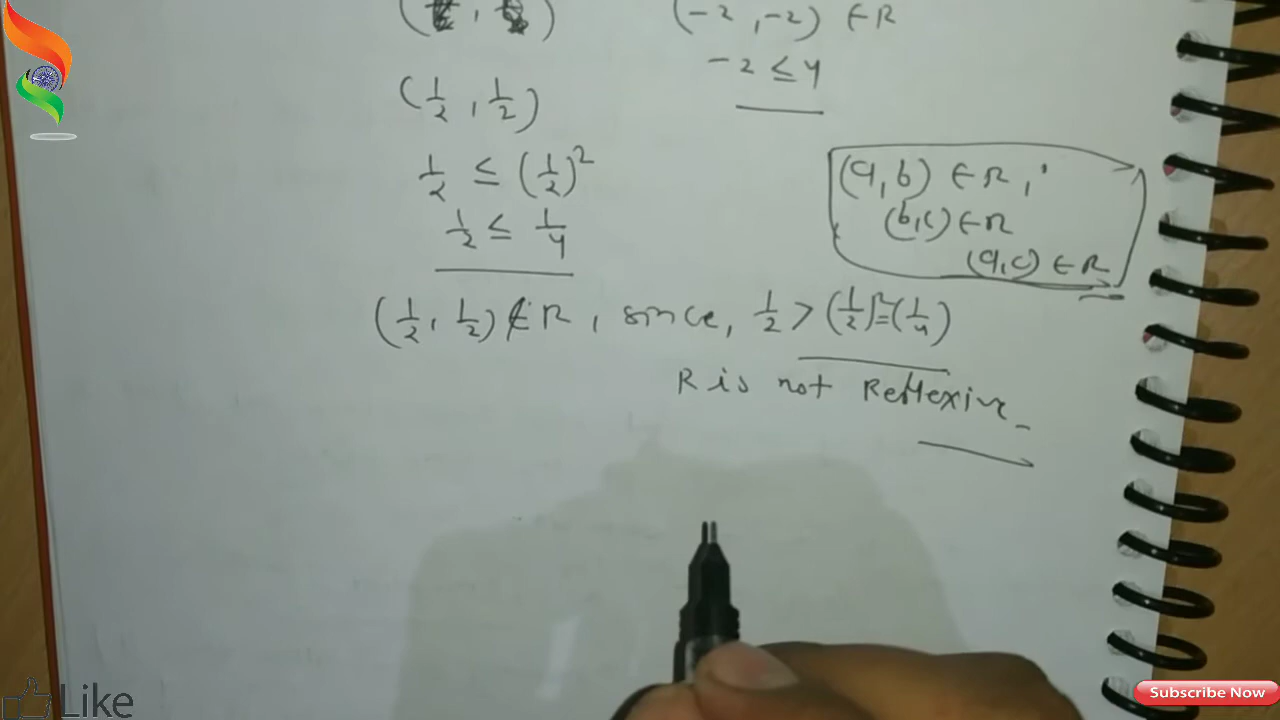 ( , )
(-2, -2) ∈ R
-2 ≤ 4
(1/2, 1/2)
1/2 ≤ (1/2)²
1/2 ≤ 1/4
(a, b) ∈ R,
(b, c) ∈ R
(a, c) ∈ R
(1/2, 1/2) ∉ R, since, 1/2 > (1/2)² = (1/4)
R is not Reflexive
Like
Subscribe Now